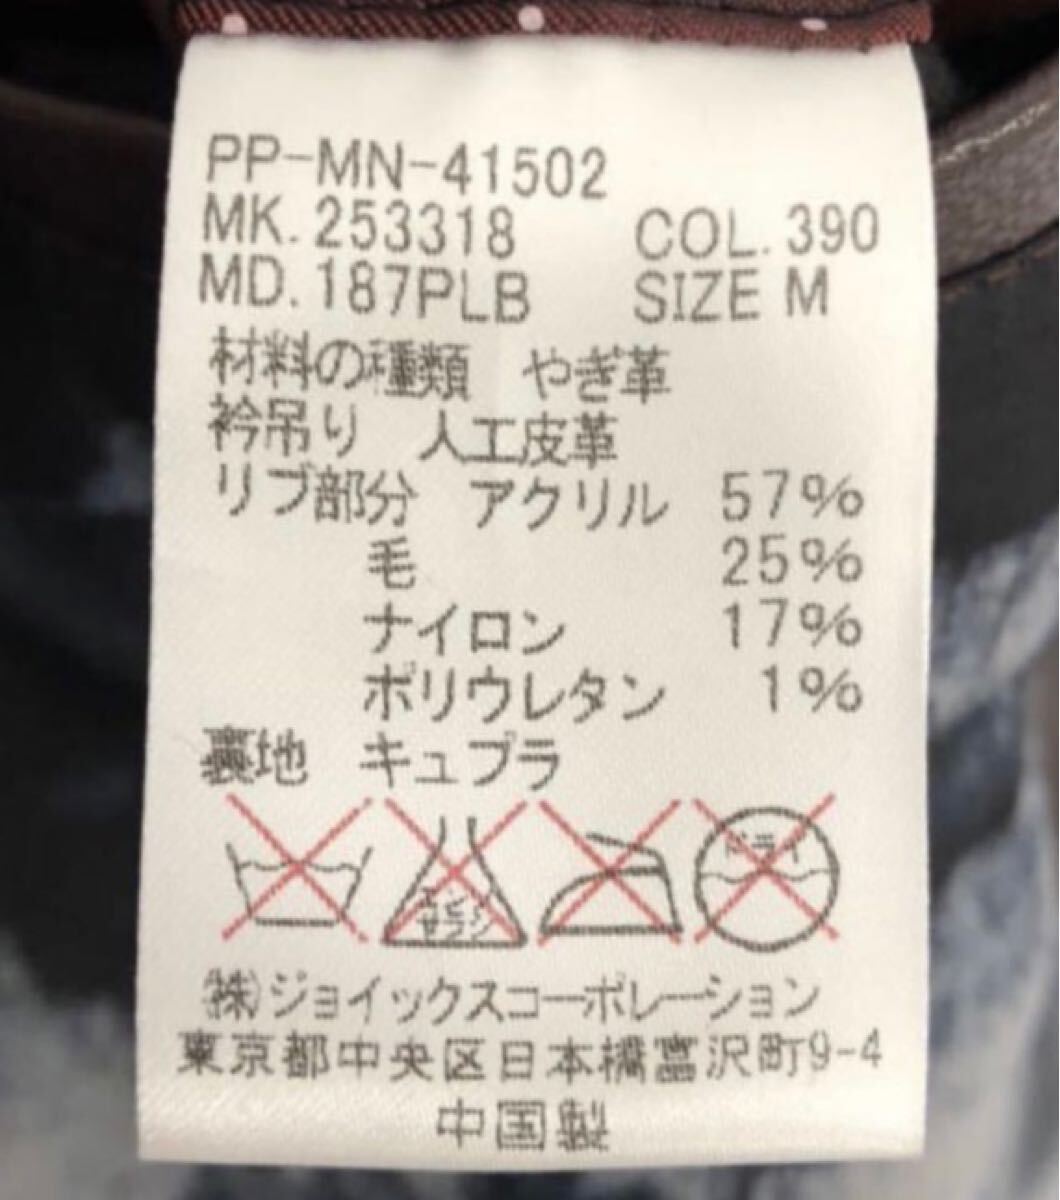 PP-MN-41502
MK.253318 COL.390
MD.187PLB SIZE M
材料の種類 やぎ革
衿吊り 人工皮革
リブ部分 アクリル 57%
毛 25%
ナイロン 17%
ポリウレタン 1%
裏地 キュプラ
エンソ
サラシ
ドライ
㈱ジョイックスコーポレーション
東京都中央区日本橋富沢町9-4
中国製